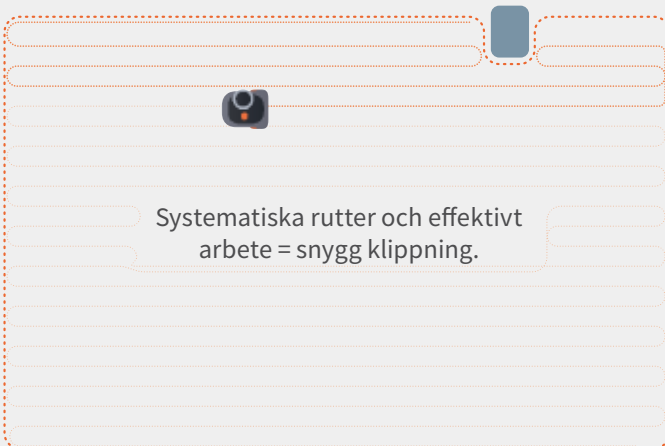 Systematiska rutter och effektivt
arbete = snygg klippning.